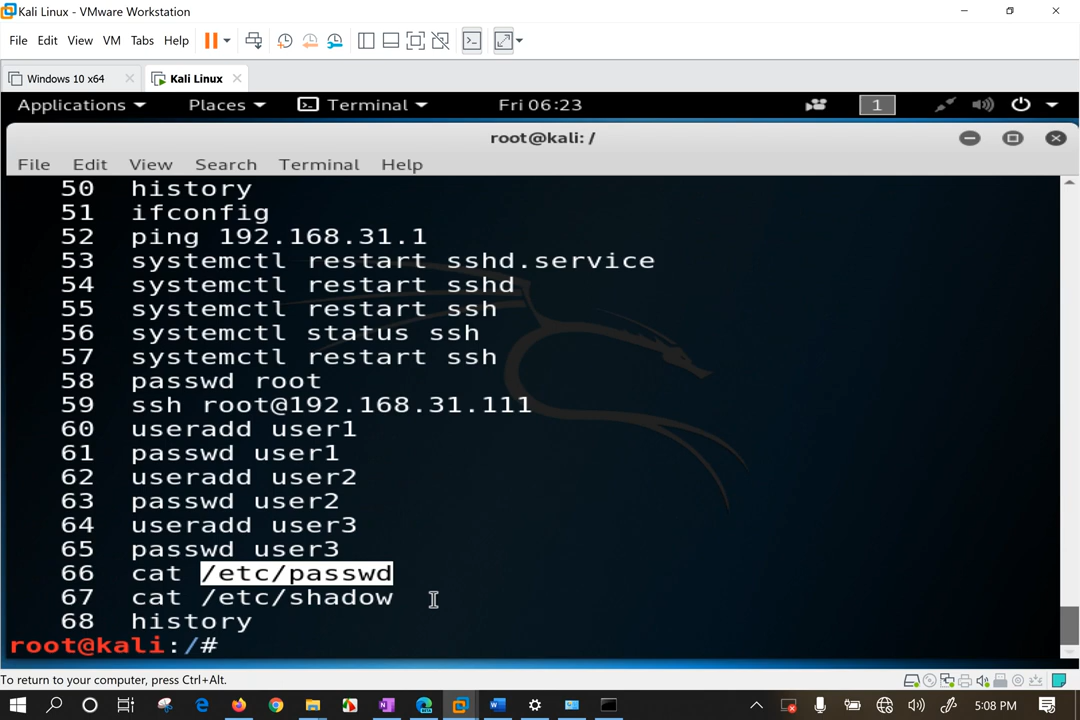 Kali Linux - VMware Workstation
File Edit View VM Tabs Help
Windows 10 x64
Kali Linux
Applications Places Terminal Fri 06:23 1
root@kali: /
File Edit View Search Terminal Help
50 history
51 ifconfig
52 ping 192.168.31.1
53 systemctl restart sshd.service
54 systemctl restart sshd
55 systemctl restart ssh
56 systemctl status ssh
57 systemctl restart ssh
58 passwd root
59 ssh root@192.168.31.111
60 useradd user1
61 passwd user1
62 useradd user2
63 passwd user2
64 useradd user3
65 passwd user3
66 cat /etc/passwd
67 cat /etc/shadow
68 history
root@kali:/#
To return to your computer, press Ctrl+Alt.
5:08 PM